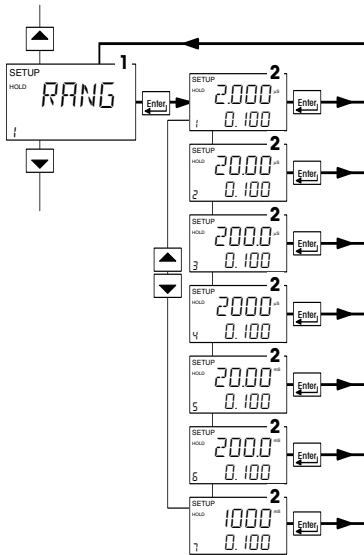 1
SETUP
HOLD
RANG
1
Enter
2
SETUP
HOLD
2.000 µS
1
0.100
Enter
2
SETUP
HOLD
20.00 µS
2
0.100
Enter
2
SETUP
HOLD
200.0 µS
3
0.100
Enter
2
SETUP
HOLD
2000 µS
4
0.100
Enter
2
SETUP
HOLD
20.00 mS
5
0.100
Enter
2
SETUP
HOLD
200.0 mS
6
0.100
Enter
2
SETUP
HOLD
1000 mS
7
0.100
Enter